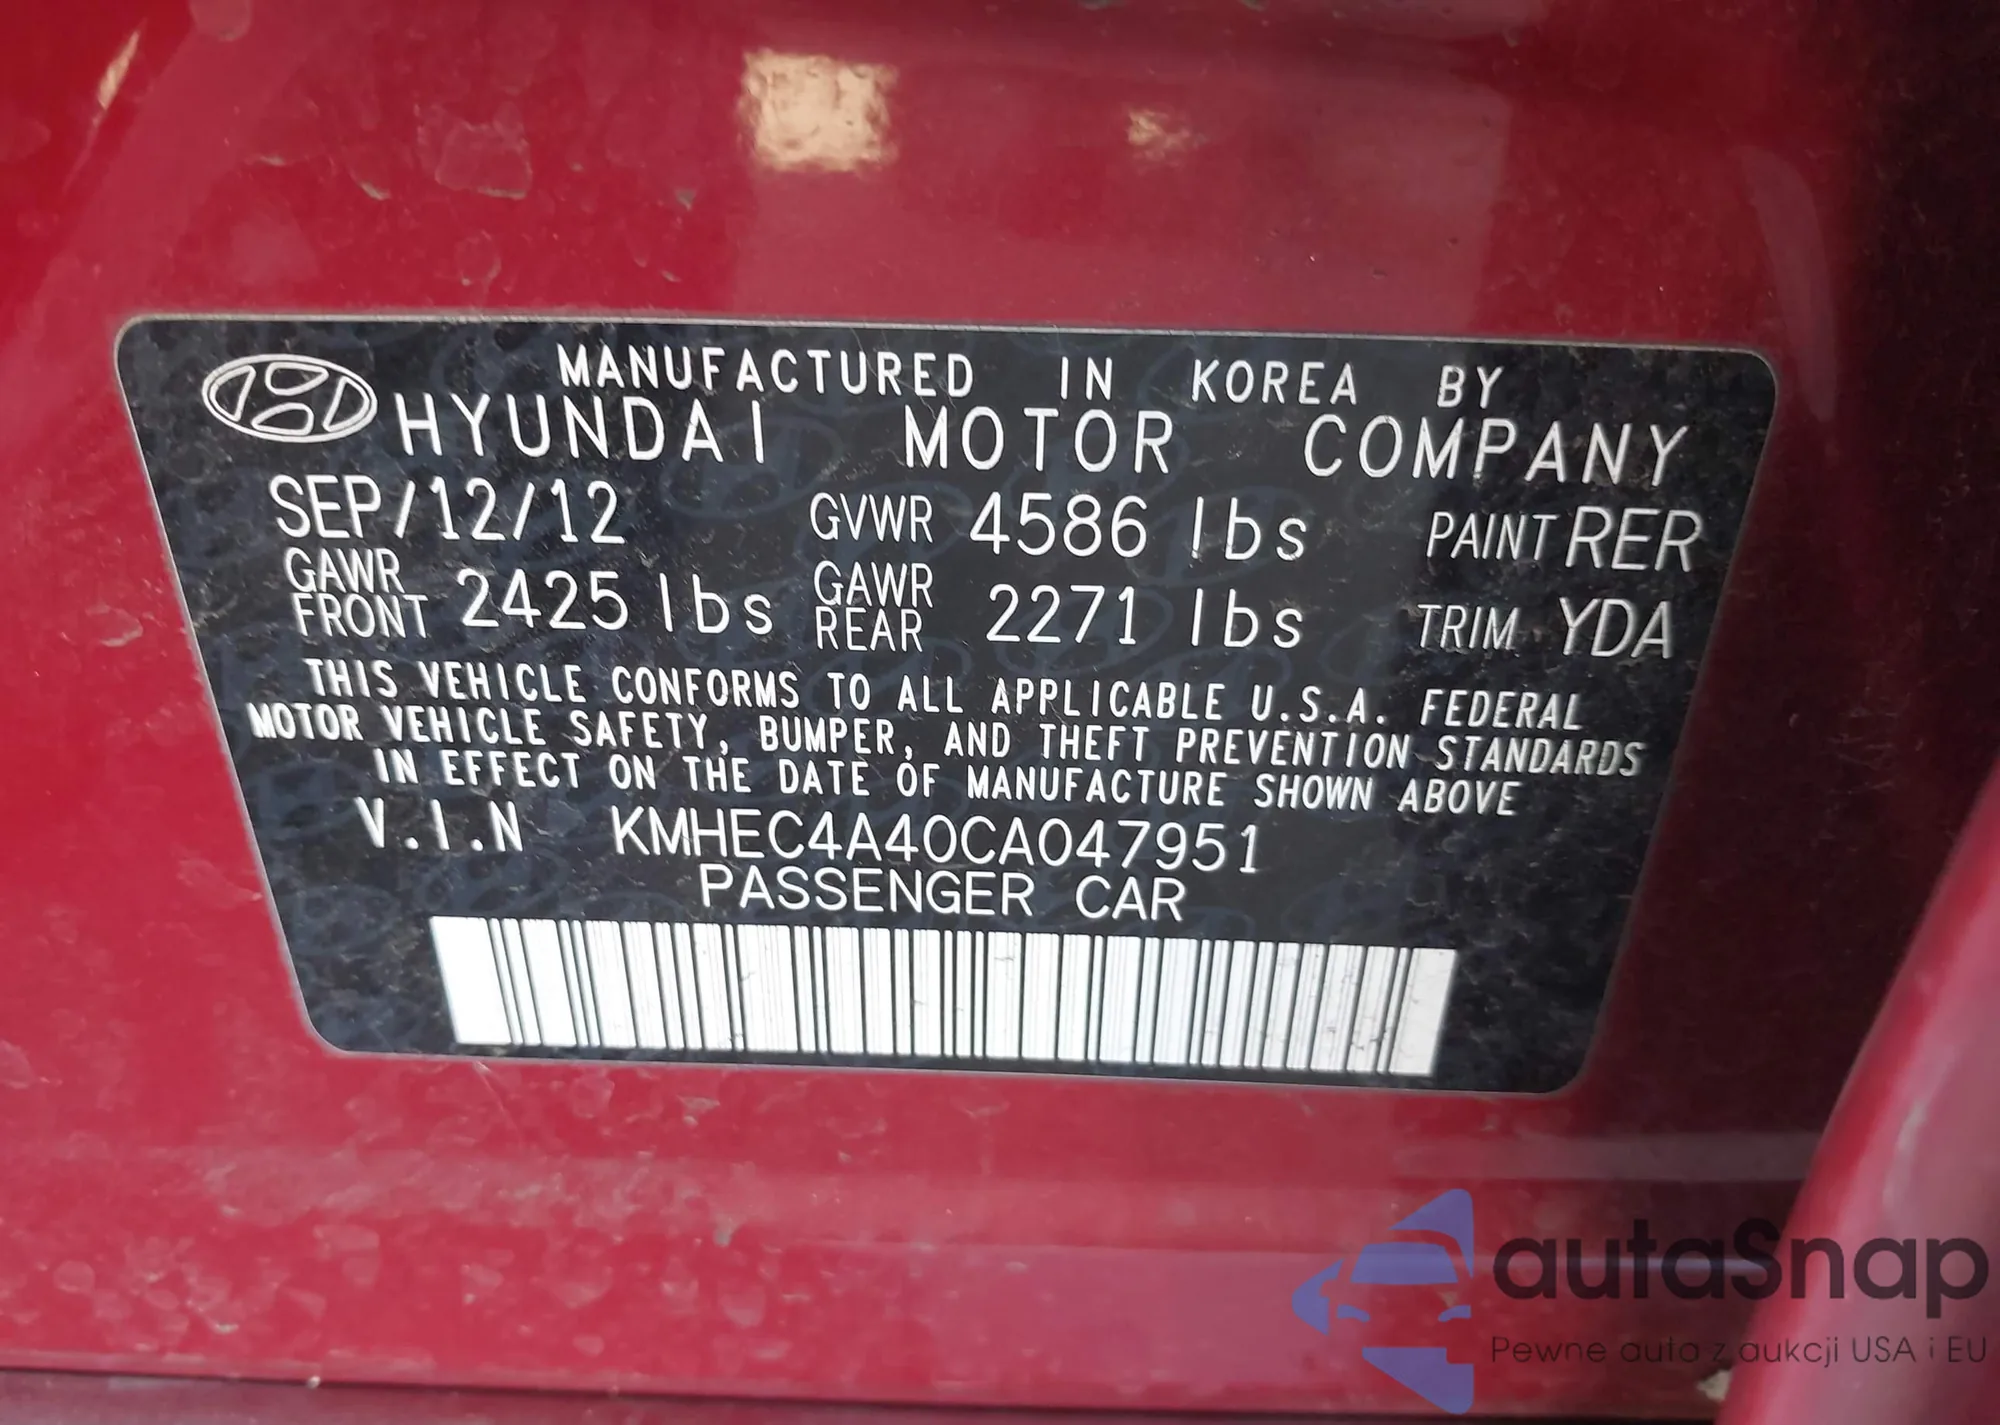 MANUFACTURED IN KOREA BY
HYUNDAI MOTOR COMPANY
SEP/12/12 GVWR 4586 lbs PAINT RER
GAWR FRONT 2425 lbs GAWR REAR 2271 lbs TRIM YDA
THIS VEHICLE CONFORMS TO ALL APPLICABLE U.S.A. FEDERAL
MOTOR VEHICLE SAFETY, BUMPER, AND THEFT PREVENTION STANDARDS
IN EFFECT ON THE DATE OF MANUFACTURE SHOWN ABOVE
V.I.N KMHEC4A40CA047951
PASSENGER CAR
autaSnap
Pewne auta z aukcji USA i EU